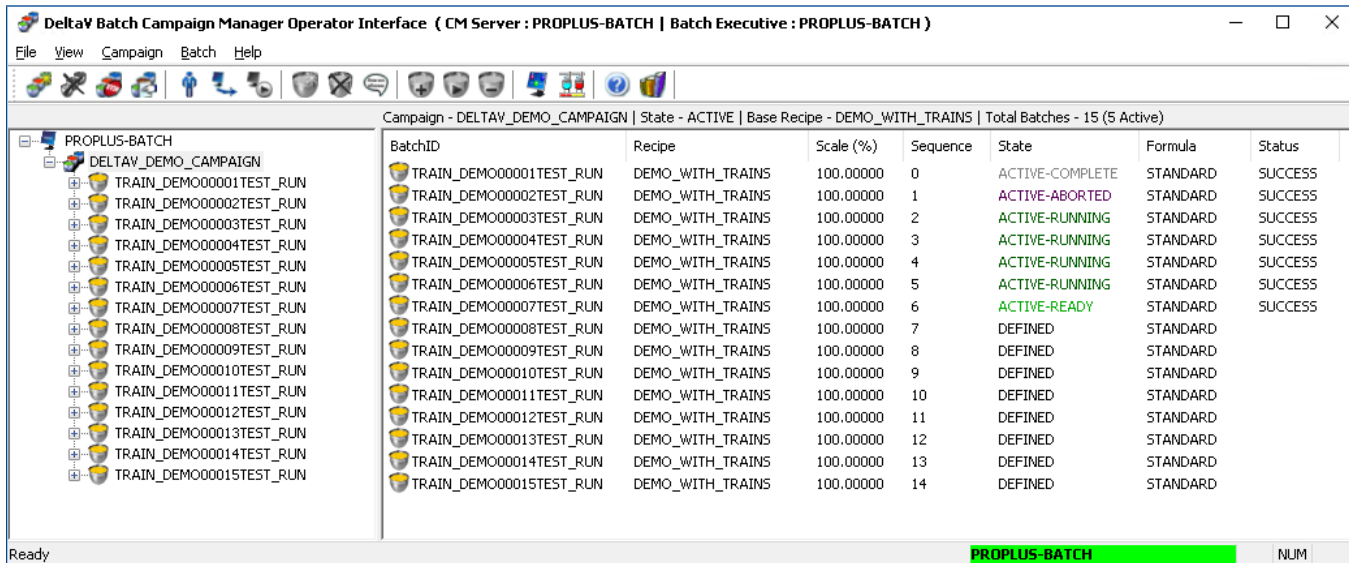 DeltaV Batch Campaign Manager Operator Interface ( CM Server : PROPLUS-BATCH | Batch Executive : PROPLUS-BATCH )
File View Campaign Batch Help
Campaign - DELTAV_DEMO_CAMPAIGN | State - ACTIVE | Base Recipe - DEMO_WITH_TRAINS | Total Batches - 15 (5 Active)
PROPLUS-BATCH
DELTAV_DEMO_CAMPAIGN
TRAIN_DEMO00001TEST_RUN
TRAIN_DEMO00002TEST_RUN
TRAIN_DEMO00003TEST_RUN
TRAIN_DEMO00004TEST_RUN
TRAIN_DEMO00005TEST_RUN
TRAIN_DEMO00006TEST_RUN
TRAIN_DEMO00007TEST_RUN
TRAIN_DEMO00008TEST_RUN
TRAIN_DEMO00009TEST_RUN
TRAIN_DEMO00010TEST_RUN
TRAIN_DEMO00011TEST_RUN
TRAIN_DEMO00012TEST_RUN
TRAIN_DEMO00013TEST_RUN
TRAIN_DEMO00014TEST_RUN
TRAIN_DEMO00015TEST_RUN
BatchID Recipe Scale (%) Sequence State Formula Status
TRAIN_DEMO00001TEST_RUN DEMO_WITH_TRAINS 100.00000 0 ACTIVE-COMPLETE STANDARD SUCCESS
TRAIN_DEMO00002TEST_RUN DEMO_WITH_TRAINS 100.00000 1 ACTIVE-ABORTED STANDARD SUCCESS
TRAIN_DEMO00003TEST_RUN DEMO_WITH_TRAINS 100.00000 2 ACTIVE-RUNNING STANDARD SUCCESS
TRAIN_DEMO00004TEST_RUN DEMO_WITH_TRAINS 100.00000 3 ACTIVE-RUNNING STANDARD SUCCESS
TRAIN_DEMO00005TEST_RUN DEMO_WITH_TRAINS 100.00000 4 ACTIVE-RUNNING STANDARD SUCCESS
TRAIN_DEMO00006TEST_RUN DEMO_WITH_TRAINS 100.00000 5 ACTIVE-RUNNING STANDARD SUCCESS
TRAIN_DEMO00007TEST_RUN DEMO_WITH_TRAINS 100.00000 6 ACTIVE-READY STANDARD SUCCESS
TRAIN_DEMO00008TEST_RUN DEMO_WITH_TRAINS 100.00000 7 DEFINED STANDARD
TRAIN_DEMO00009TEST_RUN DEMO_WITH_TRAINS 100.00000 8 DEFINED STANDARD
TRAIN_DEMO00010TEST_RUN DEMO_WITH_TRAINS 100.00000 9 DEFINED STANDARD
TRAIN_DEMO00011TEST_RUN DEMO_WITH_TRAINS 100.00000 10 DEFINED STANDARD
TRAIN_DEMO00012TEST_RUN DEMO_WITH_TRAINS 100.00000 11 DEFINED STANDARD
TRAIN_DEMO00013TEST_RUN DEMO_WITH_TRAINS 100.00000 12 DEFINED STANDARD
TRAIN_DEMO00014TEST_RUN DEMO_WITH_TRAINS 100.00000 13 DEFINED STANDARD
TRAIN_DEMO00015TEST_RUN DEMO_WITH_TRAINS 100.00000 14 DEFINED STANDARD
Ready PROPLUS-BATCH NUM